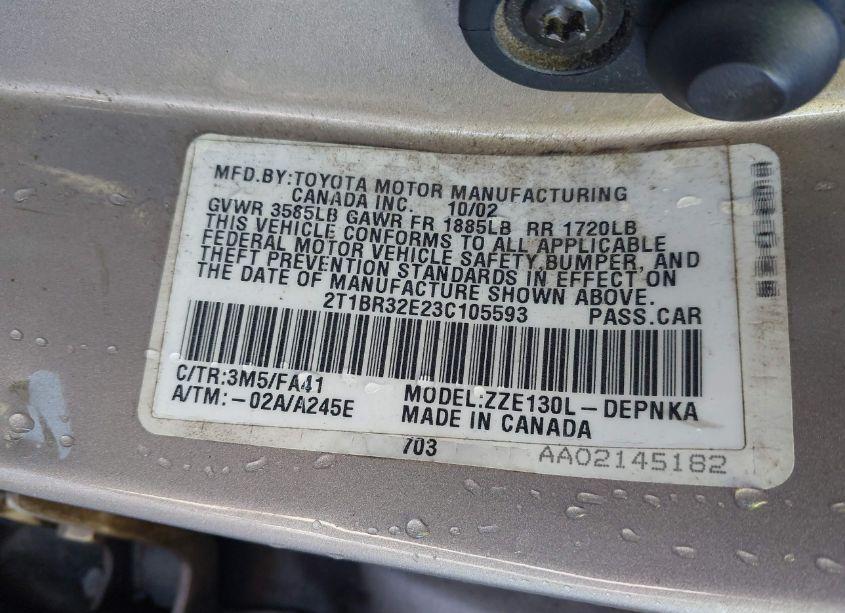 MFD.BY:TOYOTA MOTOR MANUFACTURING
CANADA INC. 10/02
GVWR 3585LB GAWR FR 1885LB RR 1720LB
THIS VEHICLE CONFORMS TO ALL APPLICABLE
FEDERAL MOTOR VEHICLE SAFETY,BUMPER, AND
THEFT PREVENTION STANDARDS IN EFFECT ON
THE DATE OF MANUFACTURE SHOWN ABOVE.
2T1BR32E23C105593 PASS.CAR
C/TR:3M5/FA41 MODEL:ZZE130L-DEPNKA
A/TM:-02A/A245E MADE IN CANADA
703 AA02145182